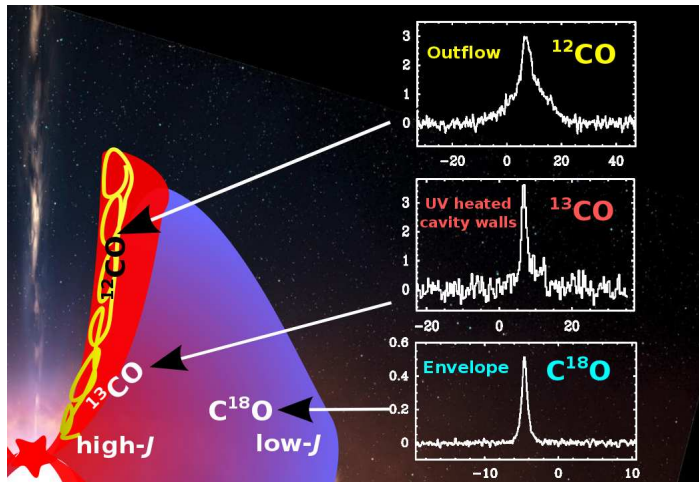 Outflow
¹²CO
3
2
1
0
−20
0
20
40
UV heated
cavity walls
¹³CO
3
2
1
0
−20
0
20
Envelope
C¹⁸O
0.6
0.4
0.2
0
−10
0
10
¹²CO
¹³CO
C¹⁸O
high-J
low-J